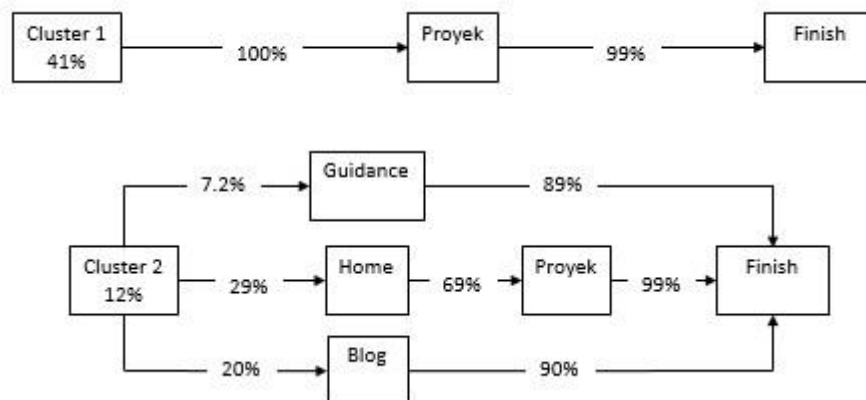 Cluster 1
41%
100%
Proyek
99%
Finish
Guidance
7.2%
89%
Cluster 2
12%
29%
Home
69%
Proyek
99%
Finish
Blog
20%
90%